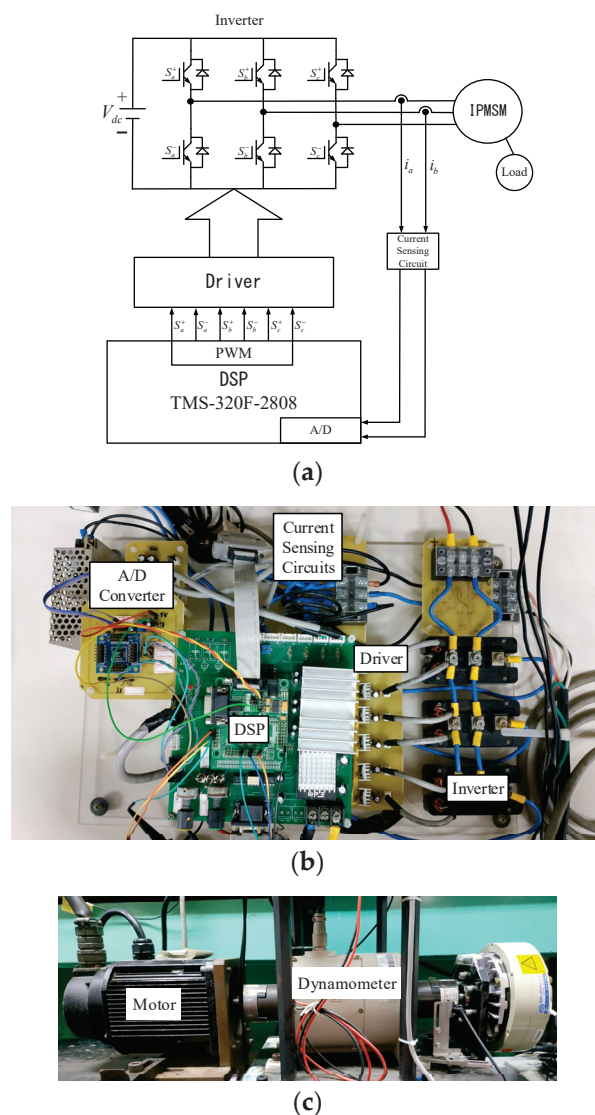 Inverter
S_a^+
S_b^+
S_c^+
+
V_dc
−
IPMSM
S_a^-
S_b^-
S_c^-
i_a
i_b
Load
Current
Sensing
Circuit
Driver
S_a^+ S_a^- S_b^+ S_b^- S_c^+ S_c^-
PWM
DSP
TMS-320F-2808
A/D
(a)
Current
Sensing
Circuits
A/D
Converter
Driver
DSP
Inverter
(b)
Motor
Dynamometer
(c)